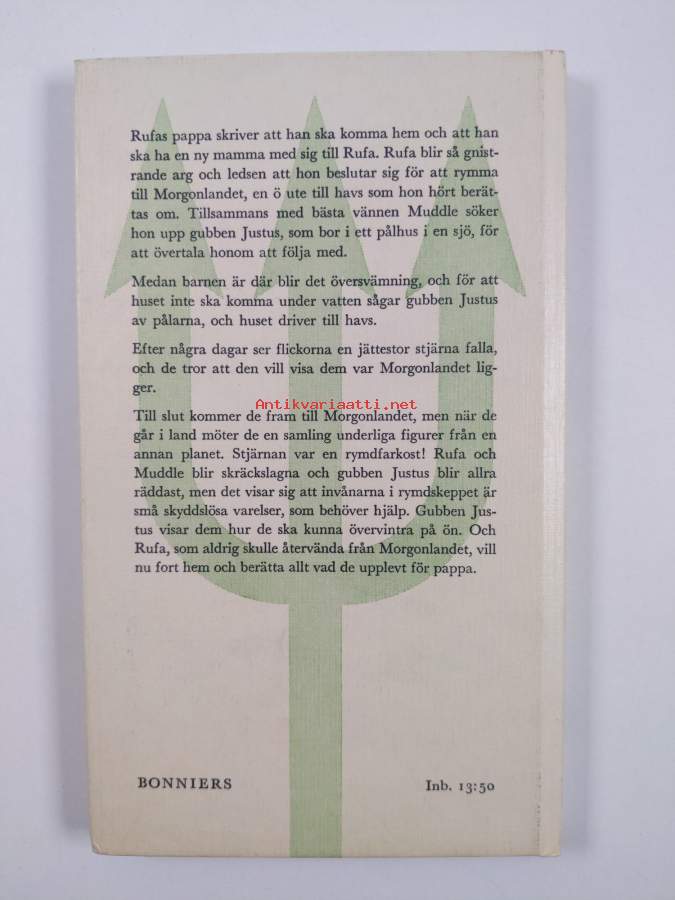 Rufas pappa skriver att han ska komma hem och att han
ska ha en ny mamma med sig till Rufa. Rufa blir så gnist-
rande arg och ledsen att hon beslutar sig för att rymma
till Morgonlandet, en ö ute till havs som hon hört berät-
tas om. Tillsammans med bästa vännen Muddle söker
hon upp gubben Justus, som bor i ett pålhus i en sjö, för
att övertala honom att följa med.
Medan barnen är där blir det översvämning, och för att
huset inte ska komma under vatten sågar gubben Justus
av pålarna, och huset driver till havs.
Efter några dagar ser flickorna en jättestor stjärna falla,
och de tror att den vill visa dem var Morgonlandet lig-
ger.
Antikvariaatti.net
Till slut kommer de fram till Morgonlandet, men när de
går i land möter de en samling underliga figurer från en
annan planet. Stjärnan var en rymdfarkost! Rufa och
Muddle blir skräckslagna och gubben Justus blir allra
räddast, men det visar sig att invånarna i rymdskeppet är
små skyddslösa varelser, som behöver hjälp. Gubben Jus-
tus visar dem hur de ska kunna övervintra på ön. Och
Rufa, som aldrig skulle återvända från Morgonlandet, vill
nu fort hem och berätta allt vad de upplevt för pappa.
BONNIERS
Inb. 13:50